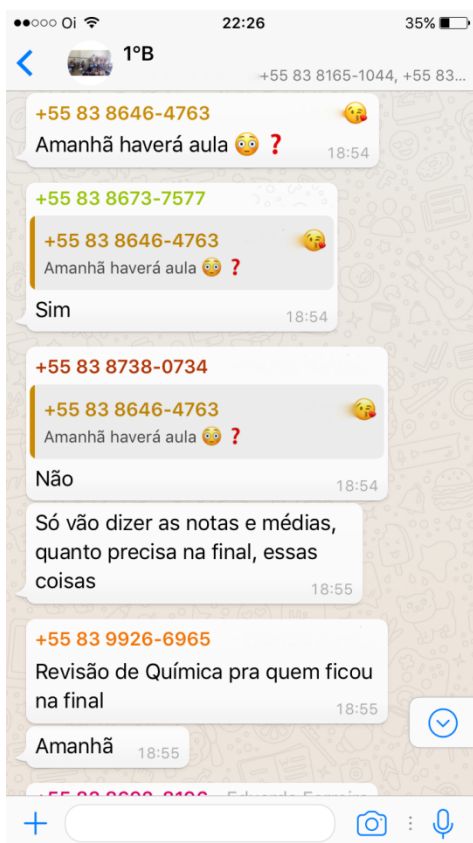 Oi 22:26 35%
1°B
+55 83 8165-1044, +55 83...
+55 83 8646-4763 😘
Amanhã haverá aula 😳 ❓
18:54
+55 83 8673-7577
+55 83 8646-4763 😘
Amanhã haverá aula 😳 ❓
Sim
18:54
+55 83 8738-0734
+55 83 8646-4763 😘
Amanhã haverá aula 😳 ❓
Não
18:54
Só vão dizer as notas e médias,
quanto precisa na final, essas
coisas
18:55
+55 83 9926-6965
Revisão de Química pra quem ficou
na final
18:55
Amanhã
18:55